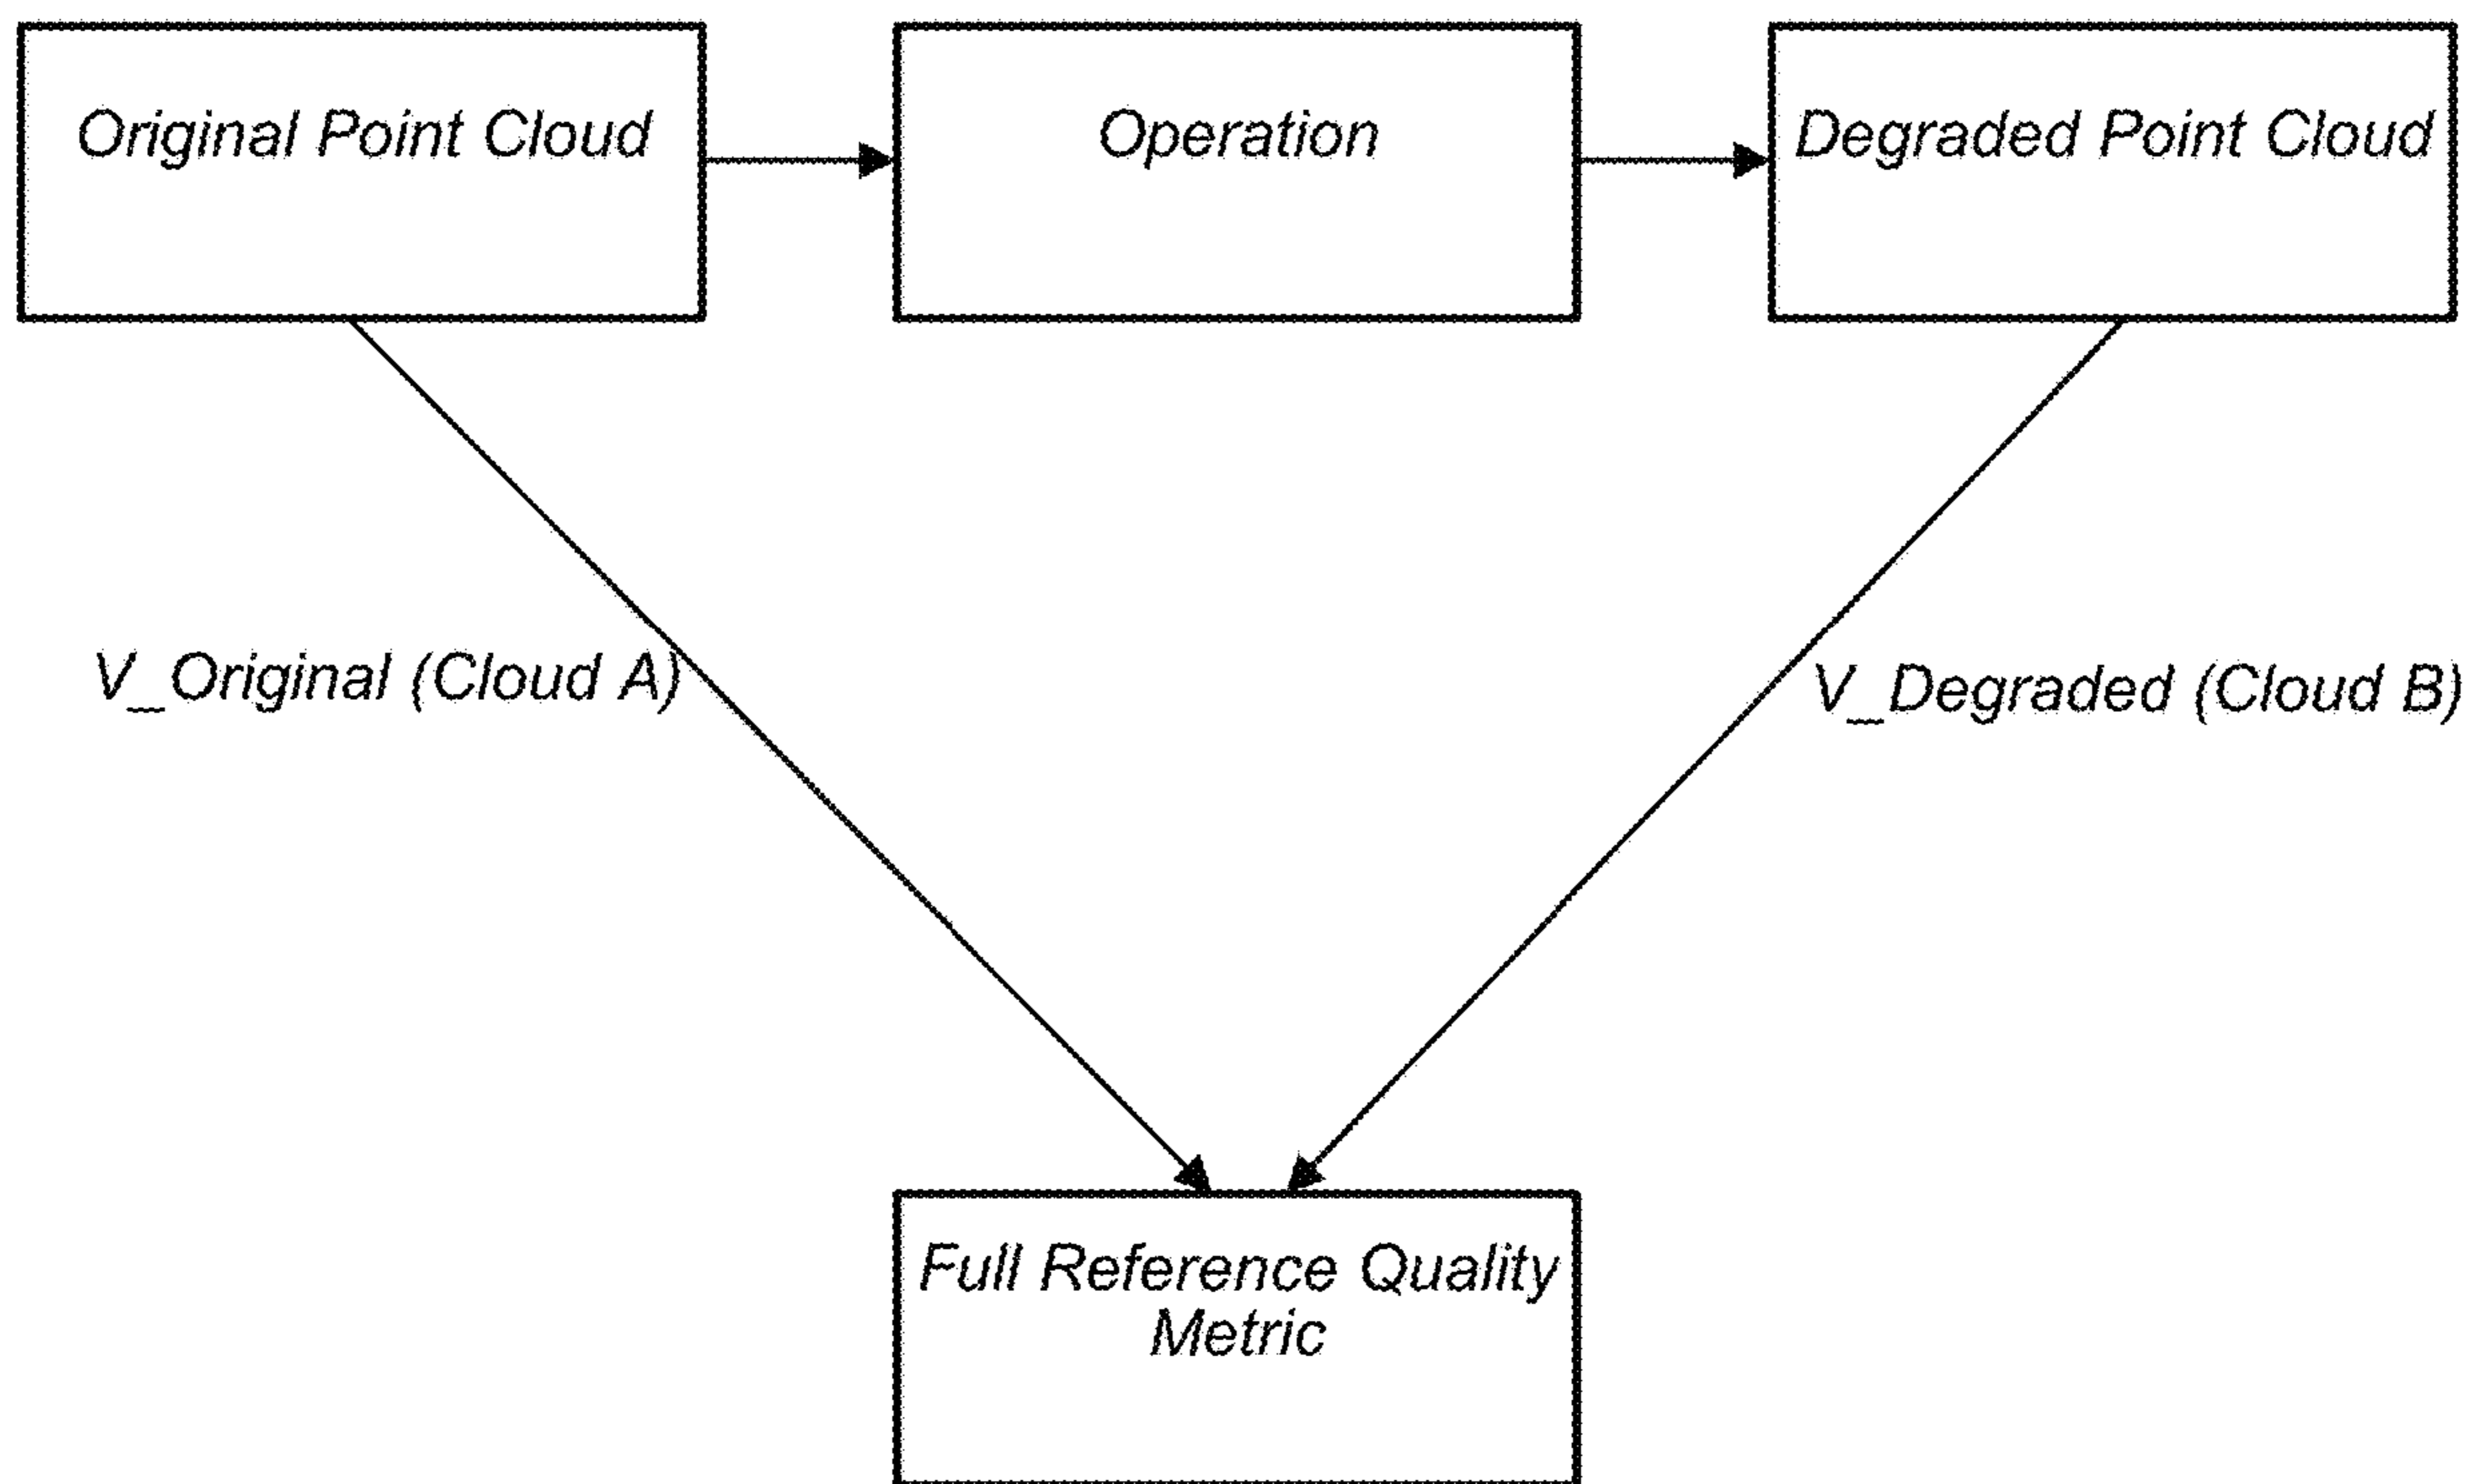 Original Point Cloud
Operation
Degraded Point Cloud
V_Original (Cloud A)
V_Degraded (Cloud B)
Full Reference Quality
Metric